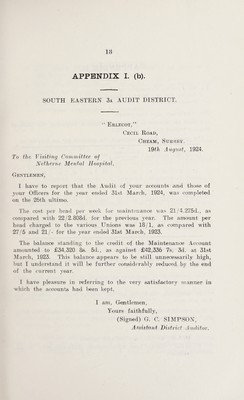 13
APPENDIX I. (b).
SOUTH EASTERN 3A AUDIT DISTRICT.
"Ellscot,"
Cecil Road,
Cheam, Surrey.
19th August, 1924.
To the Visiting Committee of
Netherne Mental Hospital.
Gentlemen,
I have to report that the Audit of your accounts and those of
your Officers for the year ended 31st March, 1924, was completed
on the 25th ultimo.
The cost per head per week for maintenance was 21/4.275d., as
compared with 22/2.808d. for the previous year. The amount per
head charged to the various Unions was 18/1, as compared with
27/5 and 21/- for the year ended 31st March, 1923.
The balance standing to the credit of the Maintenance Account
amounted to £34,320 5s. 5d., as against £42,336 7s. 3d. at 31st
March, 1923. This balance appears to be still unnecessarily high,
but I understand it will be further considerably reduced by the end
of the current year.
I have pleasure in referring to the very satisfactory manner in
which the accounts had been kept.
I am, Gentlemen,
Yours faithfully,
(Signed) G. C. SIMPSON,
Assistant District Auditor.